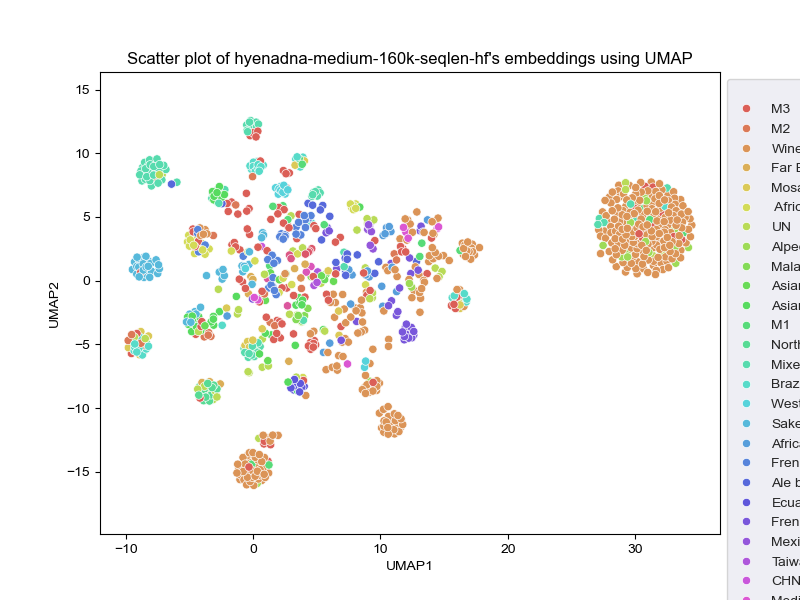 Scatter plot of hyenadna-medium-160k-seqlen-hf's embeddings using UMAP
15
10
5
0
−5
−10
−15
UMAP2
−10
0
10
20
30
UMAP1
M3
M2
Wine
Far E
Mosa
Afric
UN
Alpe
Mala
Asian
Asian
M1
North
Mixe
Braz
West
Sake
Africa
Fren
Ale b
Ecua
Fren
Mexi
Taiw
CHN